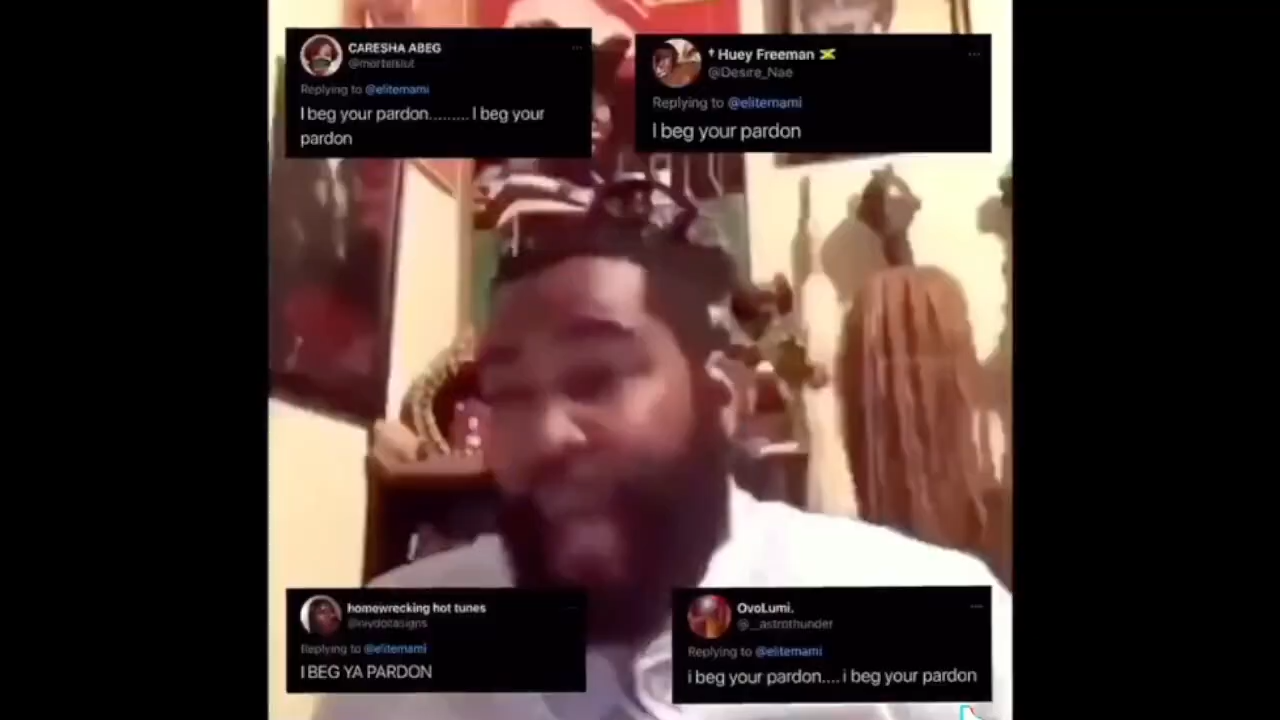 CARESHA ABEG
@mortelslut
Replying to @elitemami
I beg your pardon......... I beg your
pardon
† Huey Freeman
@Desire_Nae
Replying to @elitemami
I beg your pardon
homewrecking hot tunes
Replying to @elitemami
I BEG YA PARDON
OvoLumi.
@_astrothunder
Replying to @elitemami
i beg your pardon.... i beg your pardon